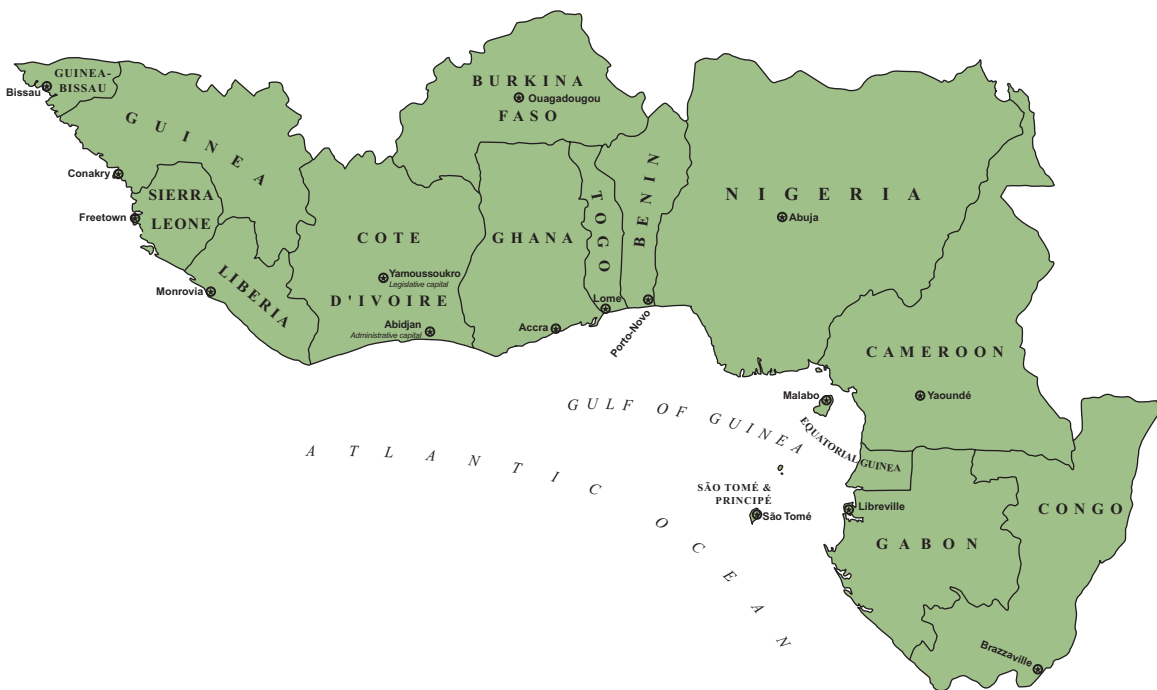 GUINEA-
BISSAU
Bissau
GUINEA
Conakry
SIERRA
LEONE
Freetown
LIBERIA
Monrovia
COTE
Yamoussoukro
Legislative capital
D'IVOIRE
Abidjan
Administrative capital
BURKINA
Ouagadougou
FASO
GHANA
Accra
TOGO
Lome
BENIN
Porto-Novo
NIGERIA
Abuja
CAMEROON
Yaoundé
Malabo
EQUATORIAL GUINEA
GULF OF GUINEA
ATLANTIC OCEAN
SÃO TOMÉ &
PRINCIPÉ
São Tomé
Libreville
GABON
CONGO
Brazzaville